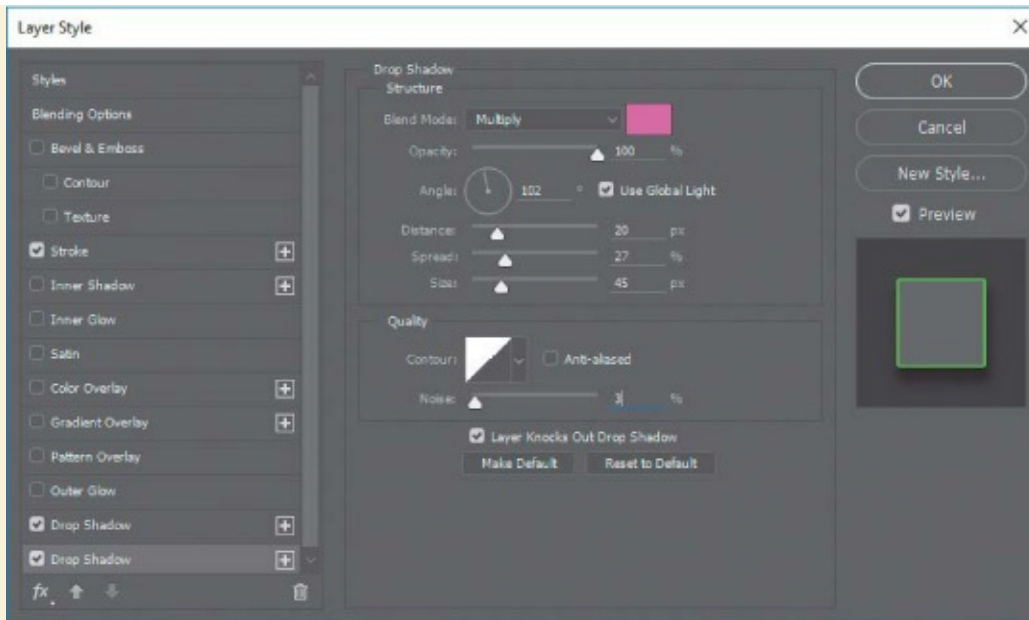 Layer Style
Styles
Blending Options
Bevel & Emboss
Contour
Texture
Stroke
Inner Shadow
Inner Glow
Satin
Color Overlay
Gradient Overlay
Pattern Overlay
Outer Glow
Drop Shadow
Drop Shadow
fx
Drop Shadow
Structure
Blend Mode: Multiply
Opacity: 100 %
Angle: 102 ° Use Global Light
Distance: 20 px
Spread: 27 %
Size: 45 px
Quality
Contour: Anti-aliased
Noise: 3 %
Layer Knocks Out Drop Shadow
Make Default Reset to Default
OK
Cancel
New Style...
Preview